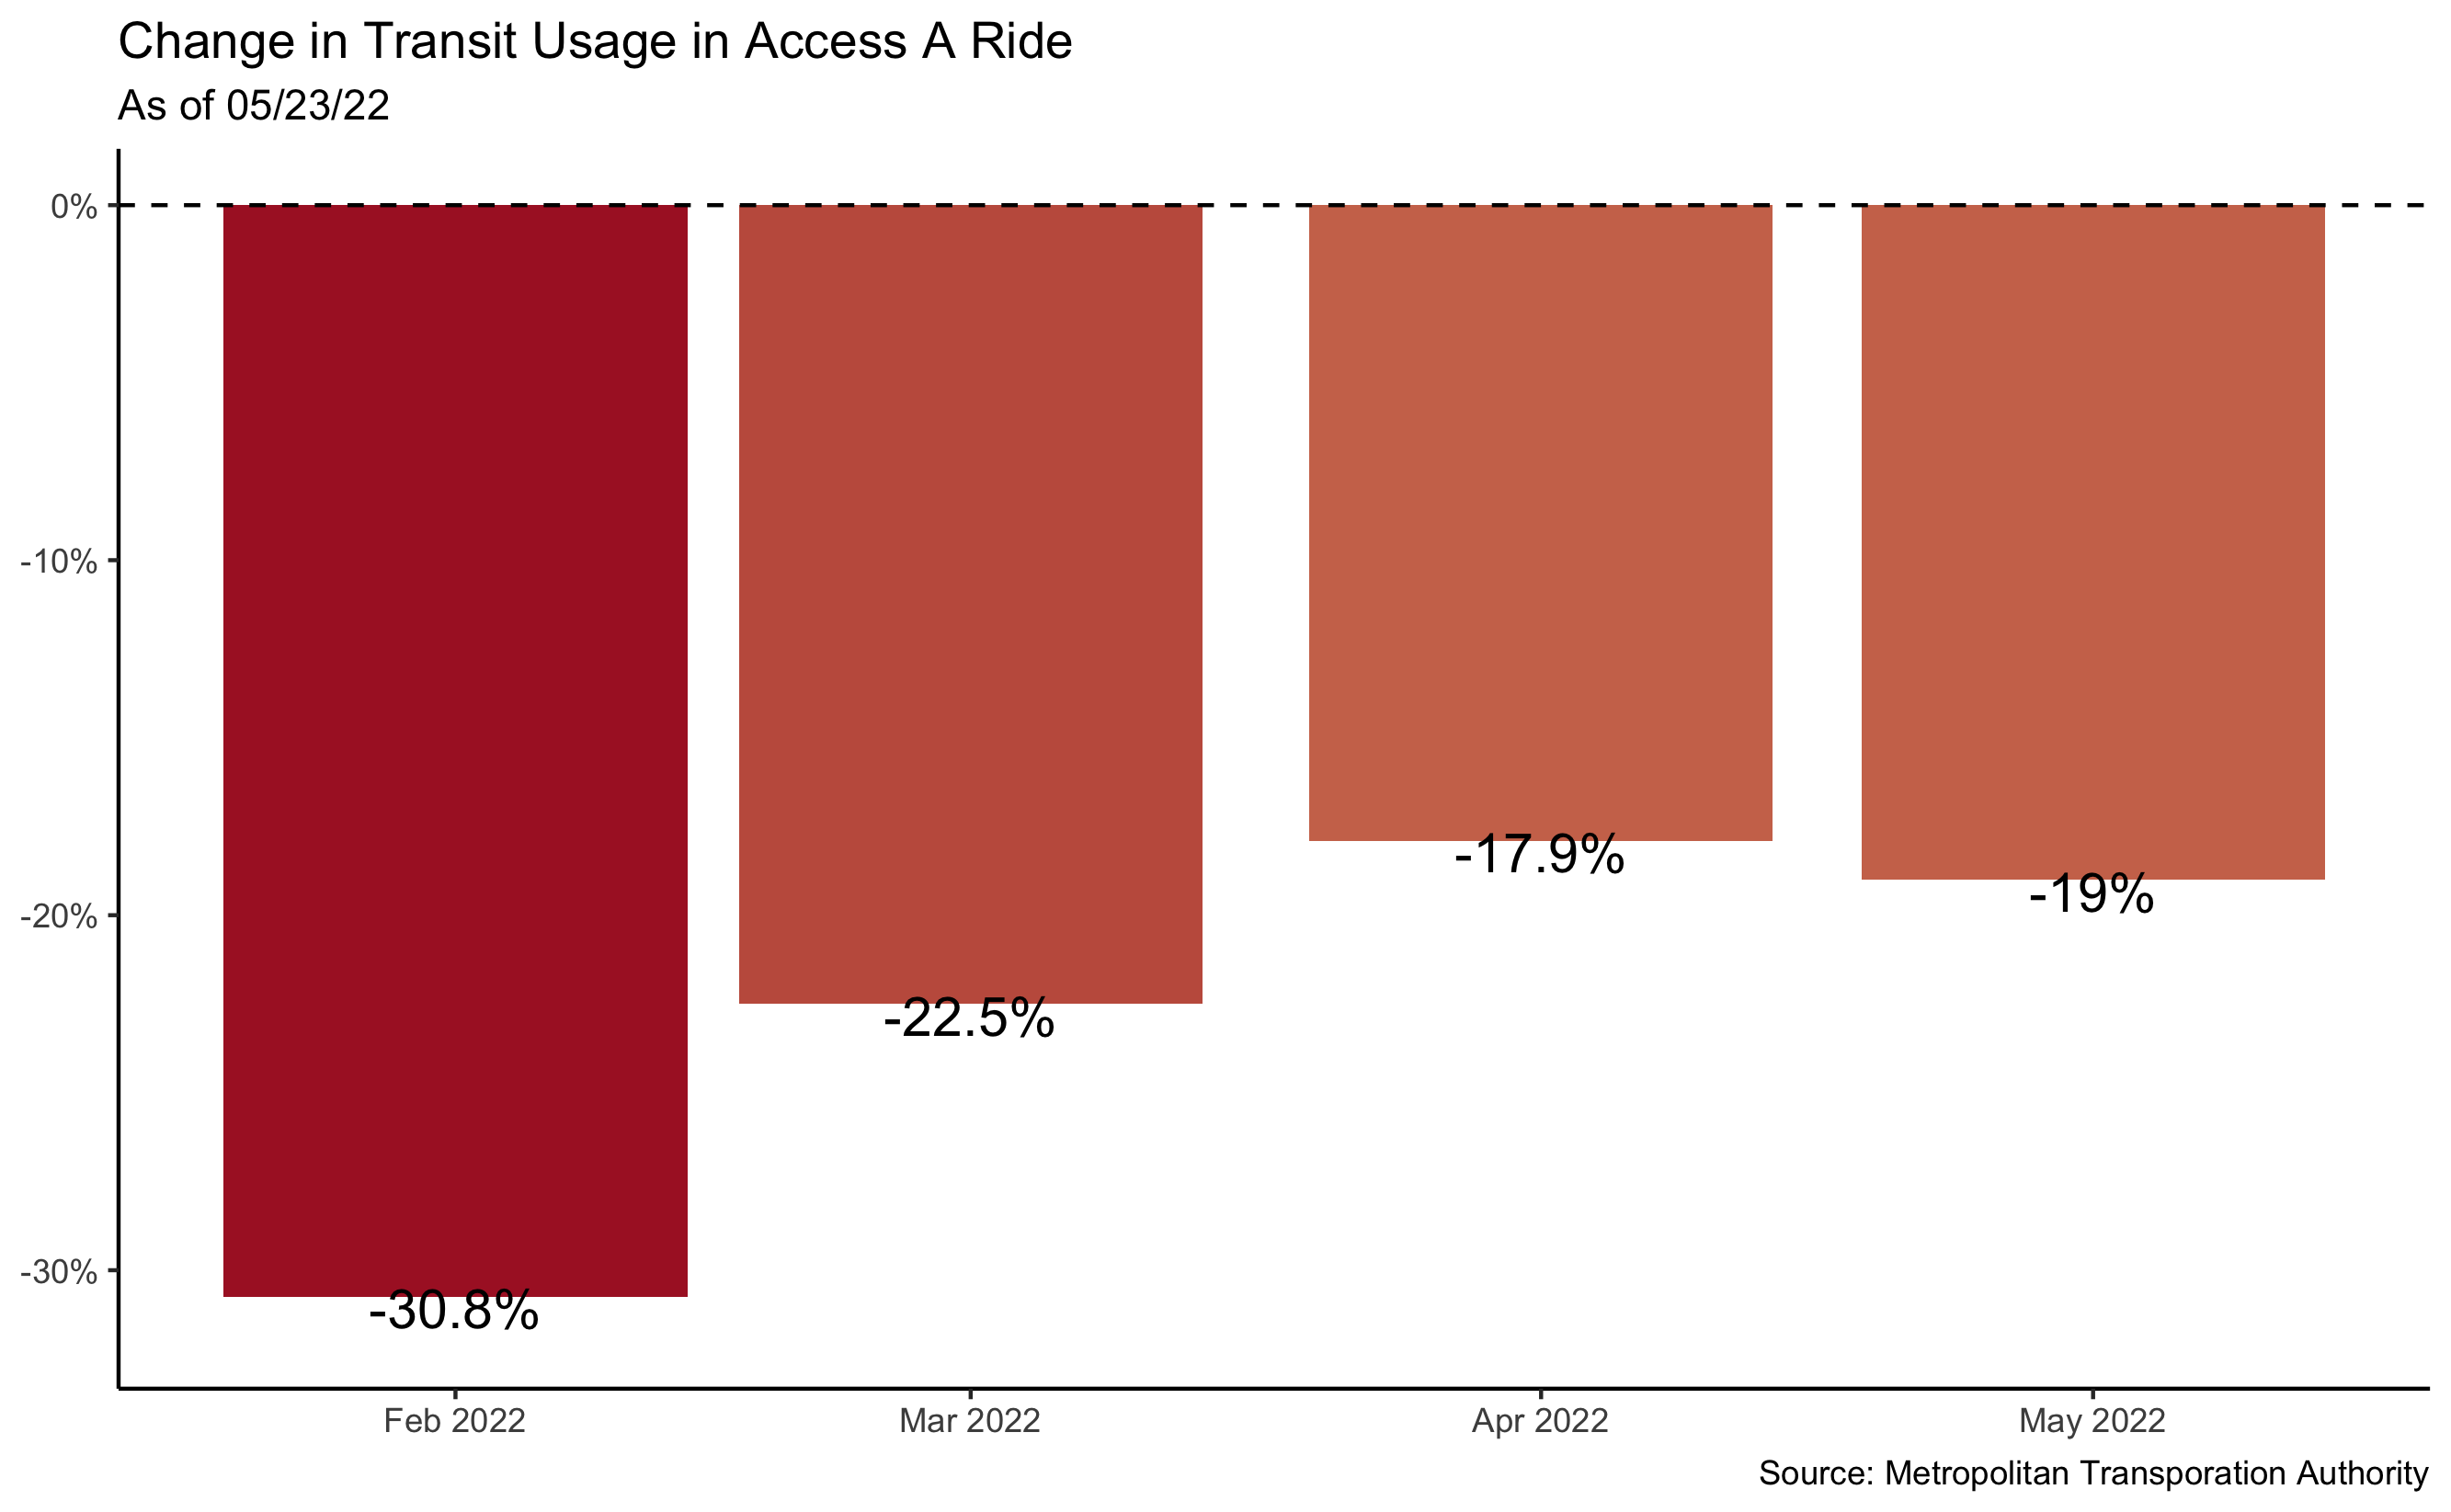 Change in Transit Usage in Access A Ride
As of 05/23/22
0%
-10%
-20%
-30%
-30.8%
-22.5%
-17.9%
-19%
Feb 2022
Mar 2022
Apr 2022
May 2022
Source: Metropolitan Transporation Authority